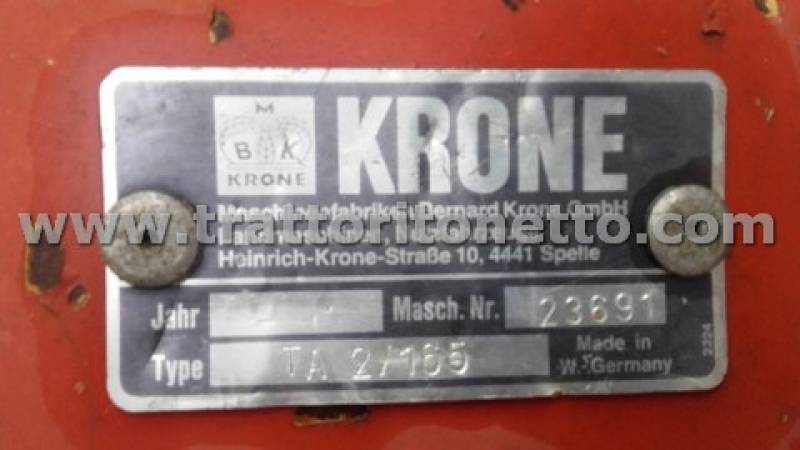 M
B K
KRONE
KRONE
Maschinenfabrik Bernard Krone GmbH
www.trattoritonetto.com
Heinrich-Krone-Straße 10, 4441 Spelle
Jahr
Masch. Nr. 23691
Type TA 2/165
Made in
W.-Germany
2224